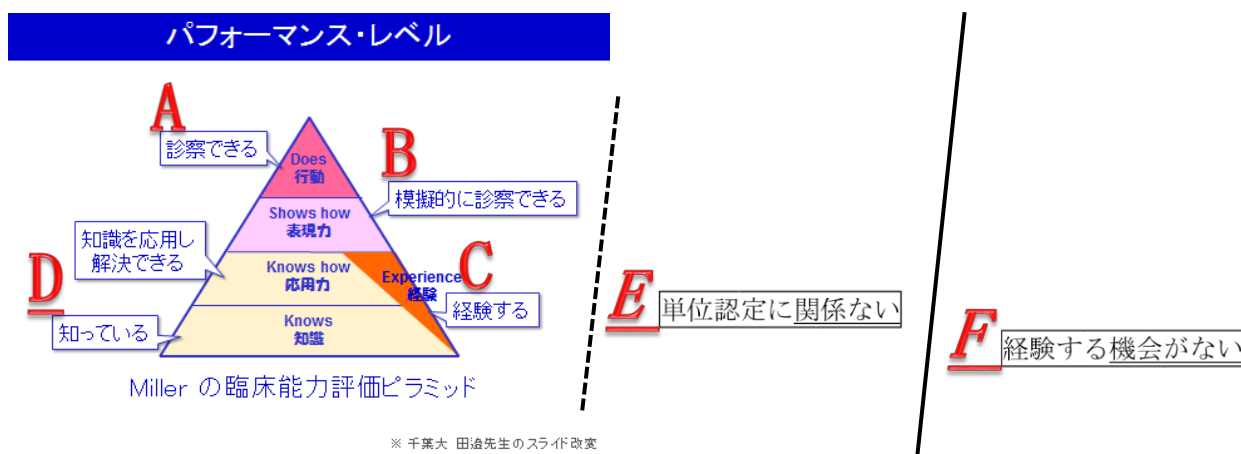 パフォーマンス・レベル
A
診察できる
Does
行動
B
模擬的に診察できる
Shows how
表現力
知識を応用し
解決できる
Knows how
応用力
Experience
経験
C
経験する
D
知っている
Knows
知識
Miller の臨床能力評価ピラミッド
※ 千葉大 田邊先生のスライド改変
E
単位認定に関係ない
F
経験する機会がない